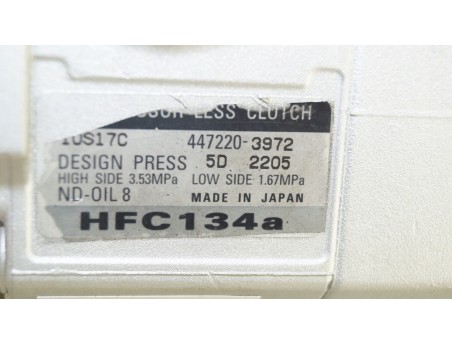 LESS CLUTCH
10S17C 447220-3972
DESIGN PRESS 5D 2205
HIGH SIDE 3.53MPa LOW SIDE 1.67MPa
ND-OIL 8 MADE IN JAPAN
HFC134a